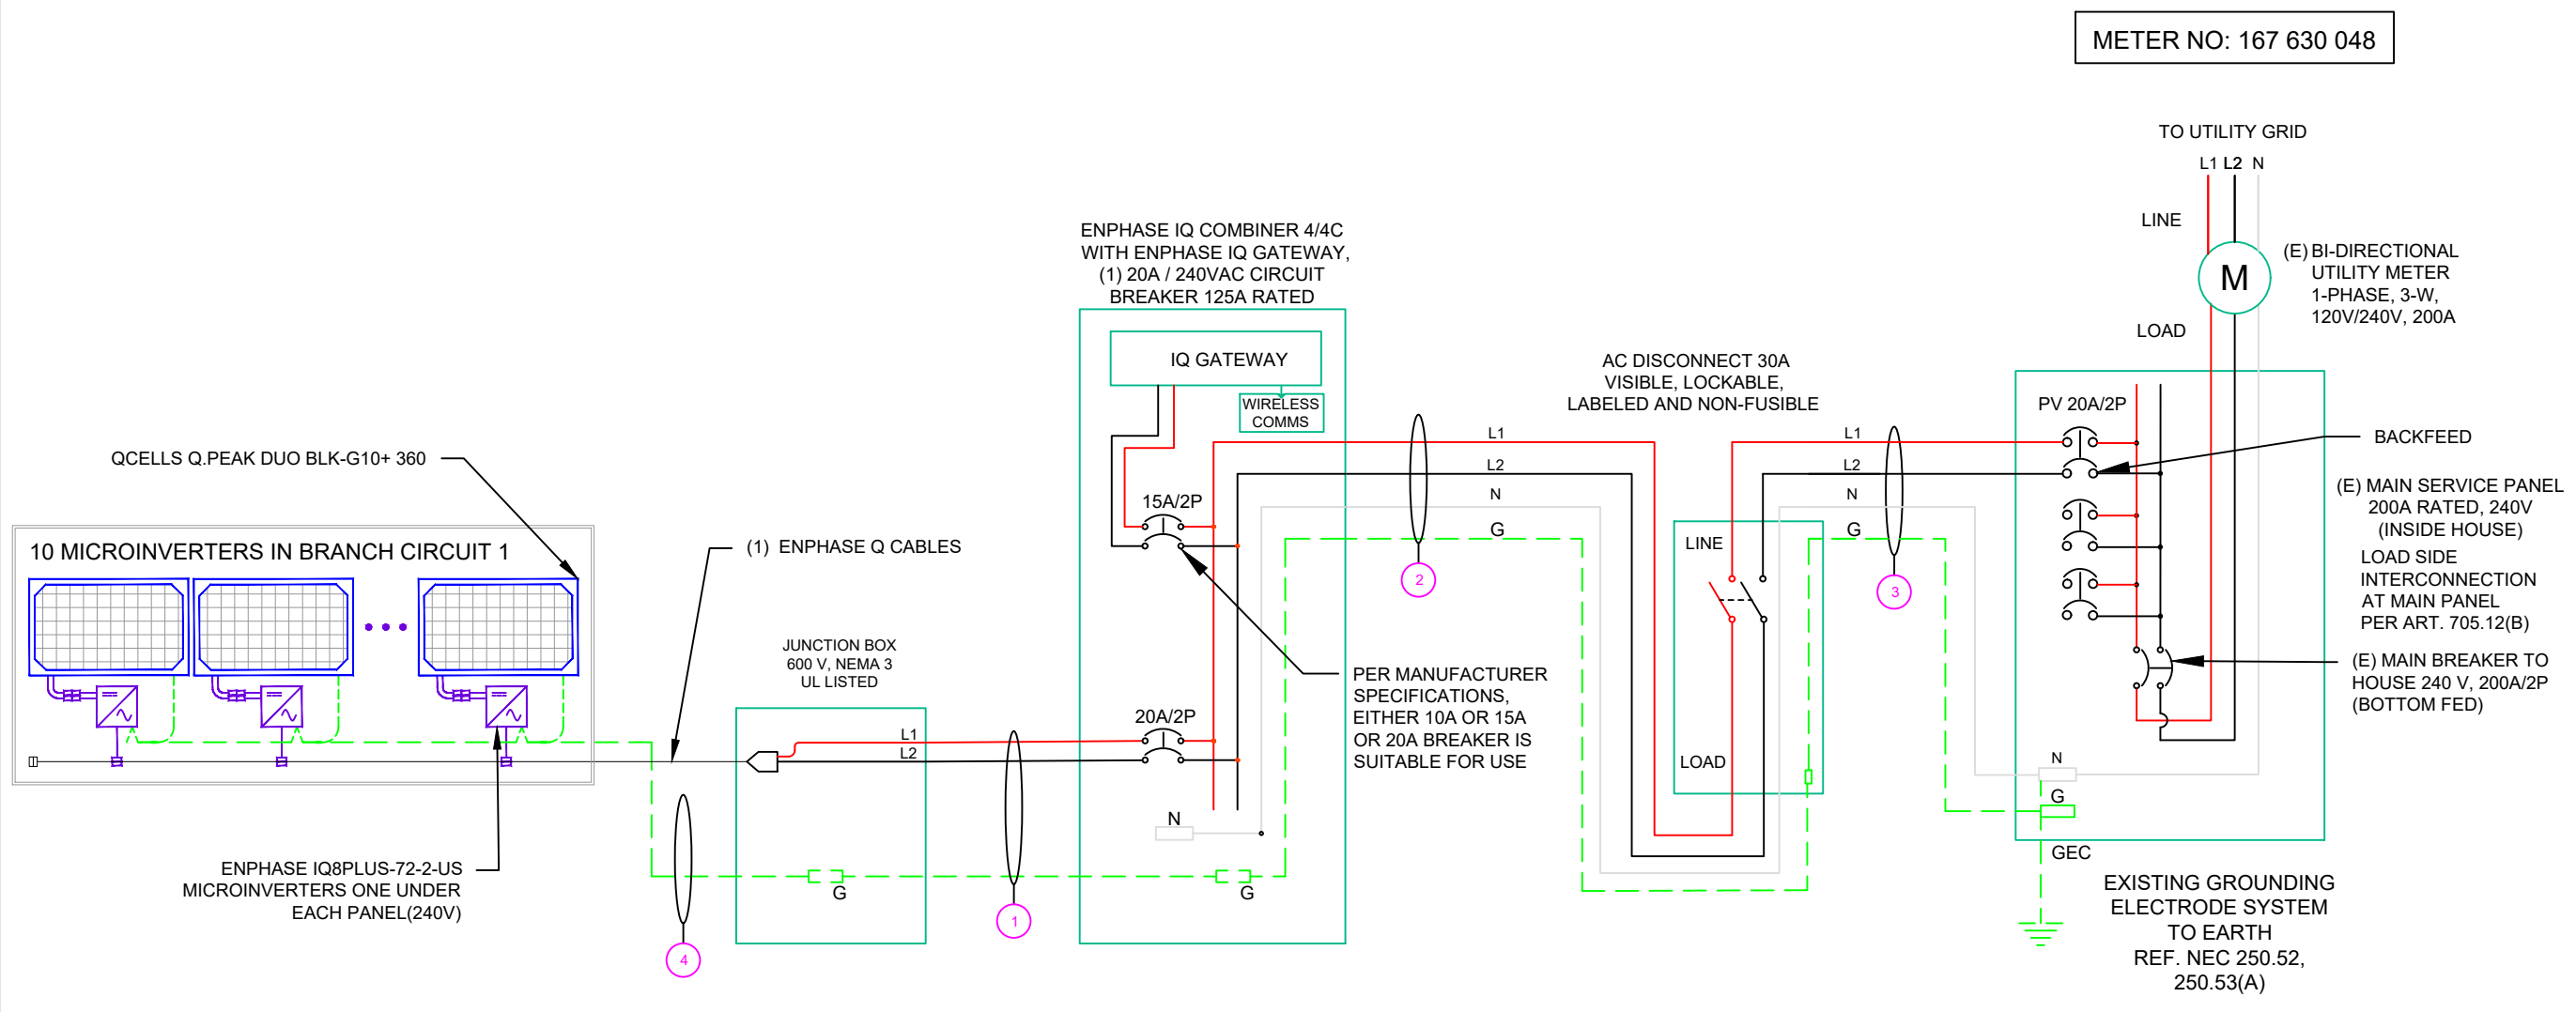 METER NO: 167 630 048
TO UTILITY GRID
L1 L2 N
LINE
M
(E) BI-DIRECTIONAL
UTILITY METER
1-PHASE, 3-W,
120V/240V, 200A
LOAD
ENPHASE IQ COMBINER 4/4C
WITH ENPHASE IQ GATEWAY,
(1) 20A / 240VAC CIRCUIT
BREAKER 125A RATED
IQ GATEWAY
WIRELESS
COMMS
15A/2P
20A/2P
N
G
PER MANUFACTURER
SPECIFICATIONS,
EITHER 10A OR 15A
OR 20A BREAKER IS
SUITABLE FOR USE
AC DISCONNECT 30A
VISIBLE, LOCKABLE,
LABELED AND NON-FUSIBLE
L1
L2
N
G
2
LINE
LOAD
L1
L2
N
G
3
PV 20A/2P
BACKFEED
(E) MAIN SERVICE PANEL
200A RATED, 240V
(INSIDE HOUSE)
LOAD SIDE
INTERCONNECTION
AT MAIN PANEL
PER ART. 705.12(B)
(E) MAIN BREAKER TO
HOUSE 240 V, 200A/2P
(BOTTOM FED)
N
G
GEC
EXISTING GROUNDING
ELECTRODE SYSTEM
TO EARTH
REF. NEC 250.52,
250.53(A)
QCELLS Q.PEAK DUO BLK-G10+ 360
10 MICROINVERTERS IN BRANCH CIRCUIT 1
(1) ENPHASE Q CABLES
JUNCTION BOX
600 V, NEMA 3
UL LISTED
L1
L2
G
1
4
ENPHASE IQ8PLUS-72-2-US
MICROINVERTERS ONE UNDER
EACH PANEL(240V)